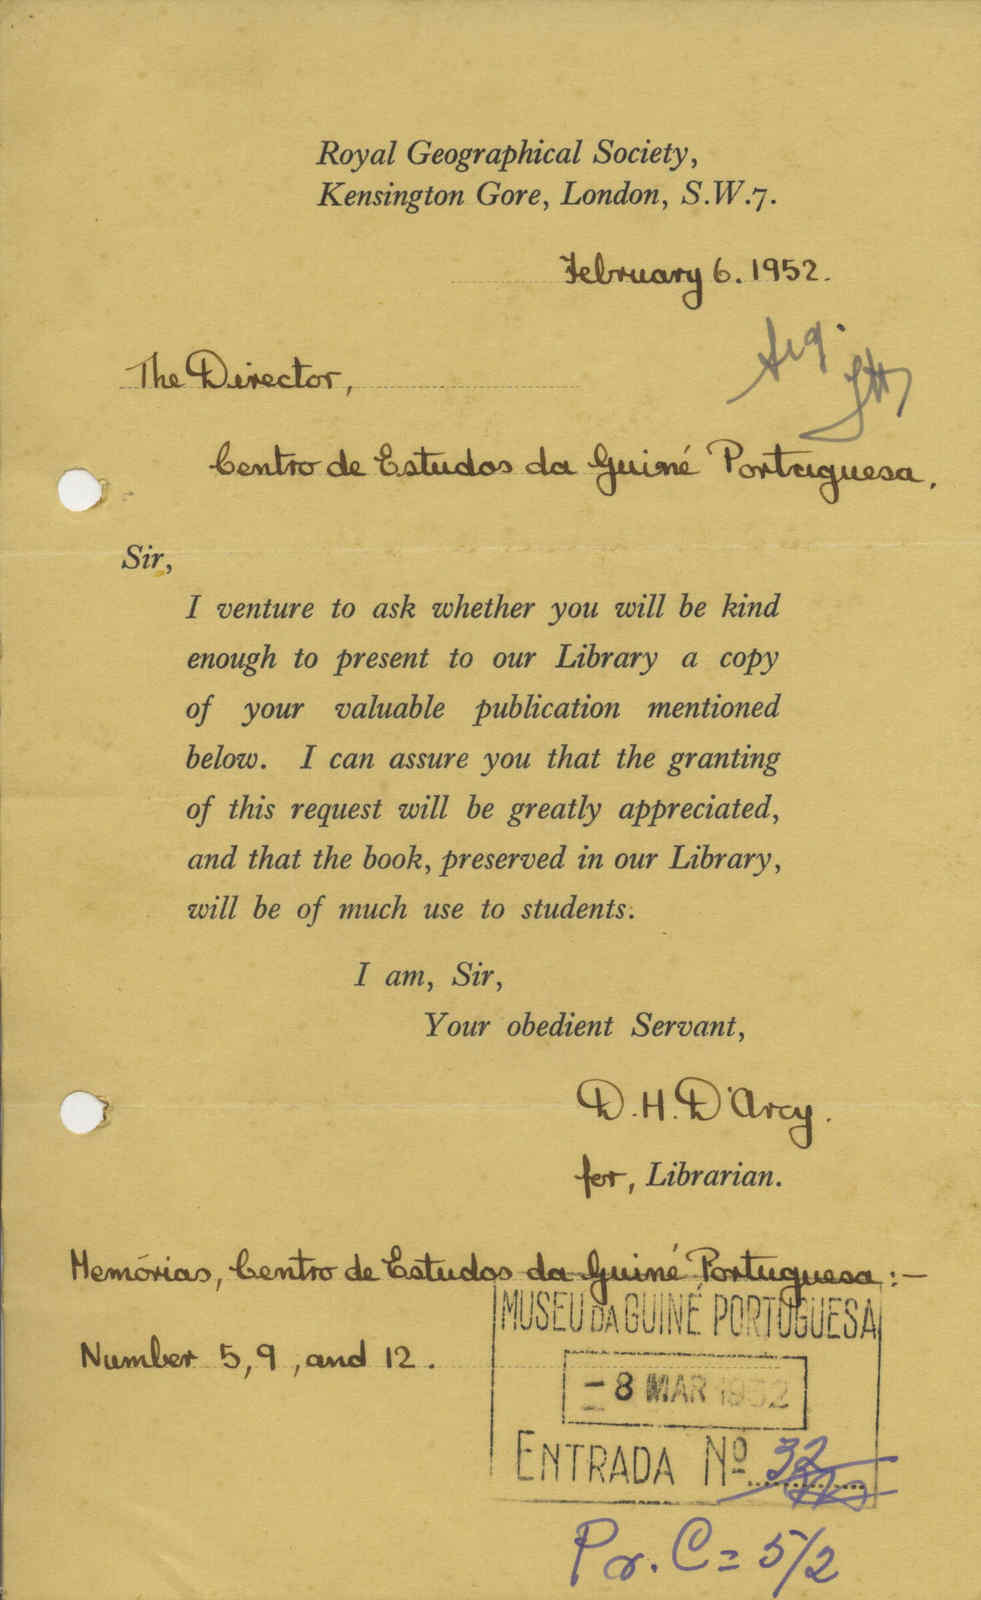 Royal Geographical Society,
Kensington Gore, London, S.W.7.
February 6. 1952.
The Director,
Centro de Estudos da Guiné Portuguesa.
Sir,
I venture to ask whether you will be kind
enough to present to our Library a copy
of your valuable publication mentioned
below. I can assure you that the granting
of this request will be greatly appreciated,
and that the book, preserved in our Library,
will be of much use to students.
I am, Sir,
Your obedient Servant,
D. H. D'Arcy.
for, Librarian.
Memórias, Centro de Estudos da Guiné Portuguesa:-
Number 5, 9, and 12.
MUSEU DA GUINÉ PORTUGUESA
- 8 MAR 1952
ENTRADA Nº 32
Pr. C = 5/2